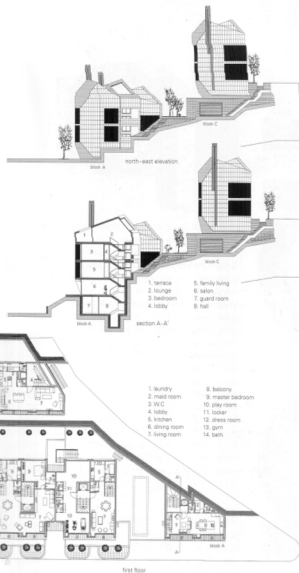 block C
block A
north-east elevation
block C
1. terrace
2. lounge
3. bedroom
4. lobby
5. family living
6. salon
7. guard room
8. hall
block A
section A-A'
1. laundry
2. maid room
3. W.C
4. lobby
5. kitchen
6. dining room
7. living room
8. balcony
9. master bedroom
10. play room
11. locker
12. dress room
13. gym
14. bath
block A
first floor